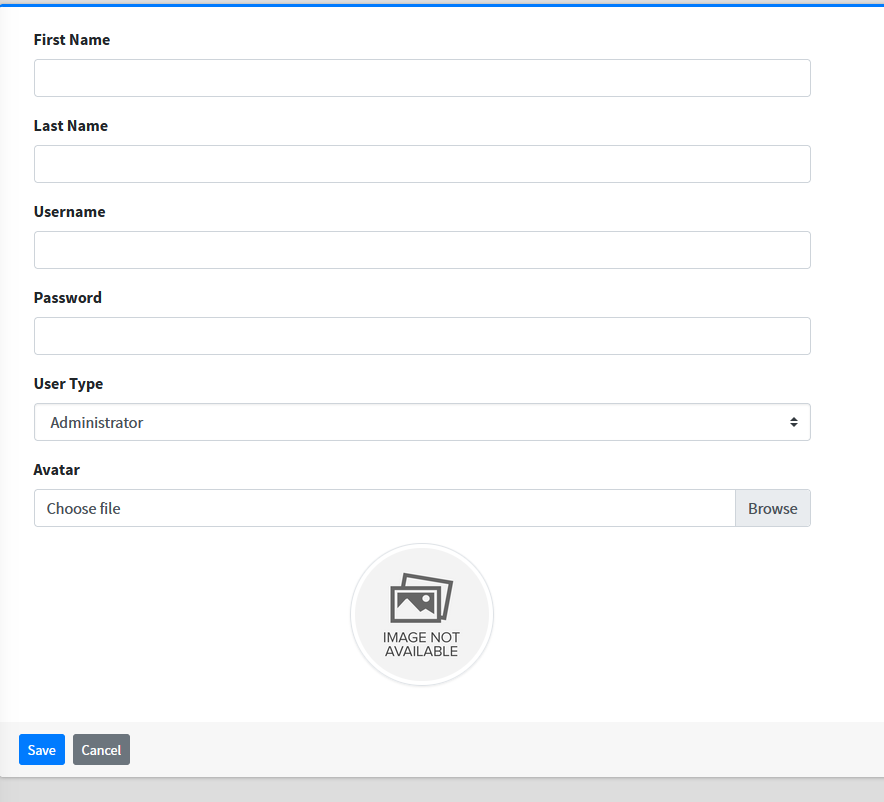 First Name
Last Name
Username
Password
User Type
Administrator
Avatar
Choose file
Browse
IMAGE NOT
AVAILABLE
Save
Cancel